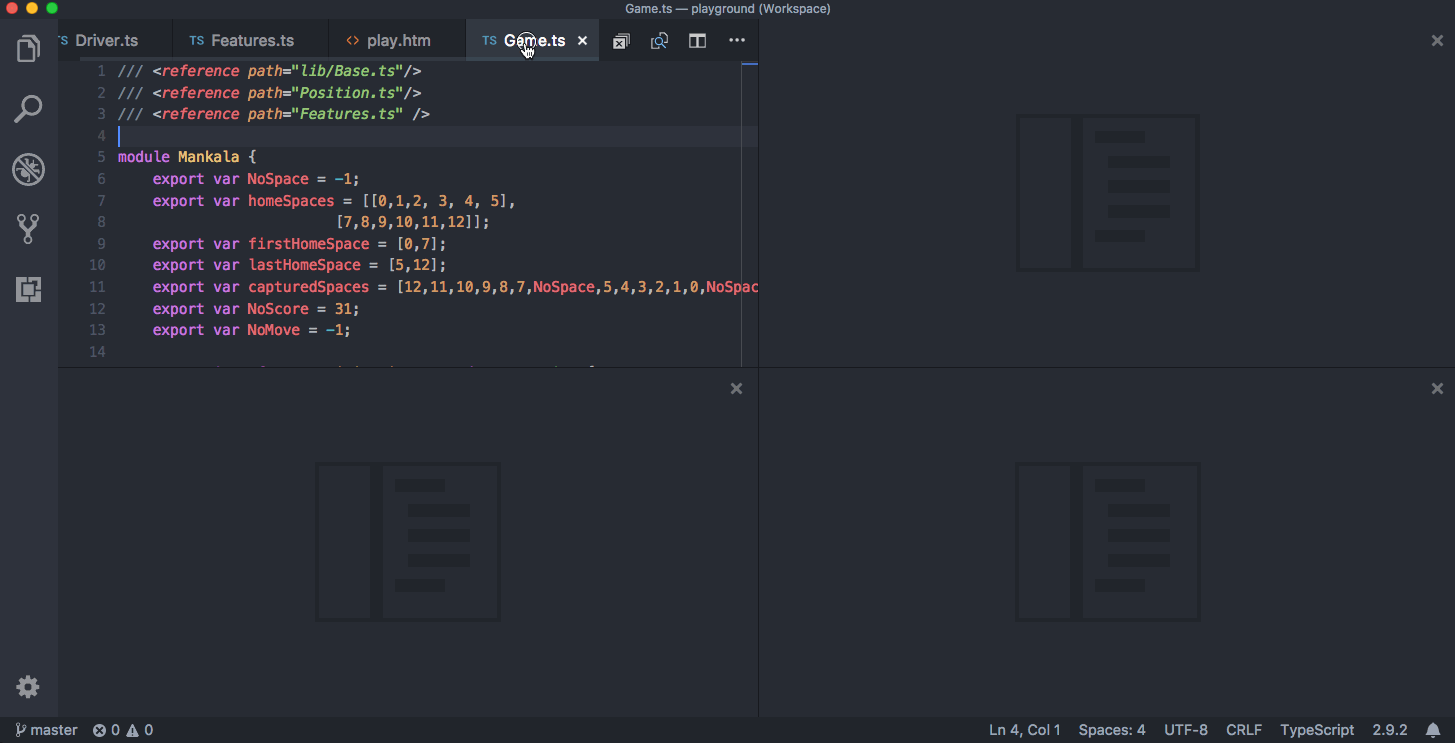 Game.ts — playground (Workspace)
TS Driver.ts
TS Features.ts
<> play.htm
TS Game.ts
1 /// <reference path="lib/Base.ts"/>
2 /// <reference path="Position.ts"/>
3 /// <reference path="Features.ts" />
4
5 module Mankala {
6 export var NoSpace = -1;
7 export var homeSpaces = [[0,1,2, 3, 4, 5],
8 [7,8,9,10,11,12]];
9 export var firstHomeSpace = [0,7];
10 export var lastHomeSpace = [5,12];
11 export var capturedSpaces = [12,11,10,9,8,7,NoSpace,5,4,3,2,1,0,NoSpac
12 export var NoScore = 31;
13 export var NoMove = -1;
14
master 0 0
Ln 4, Col 1 Spaces: 4 UTF-8 CRLF TypeScript 2.9.2